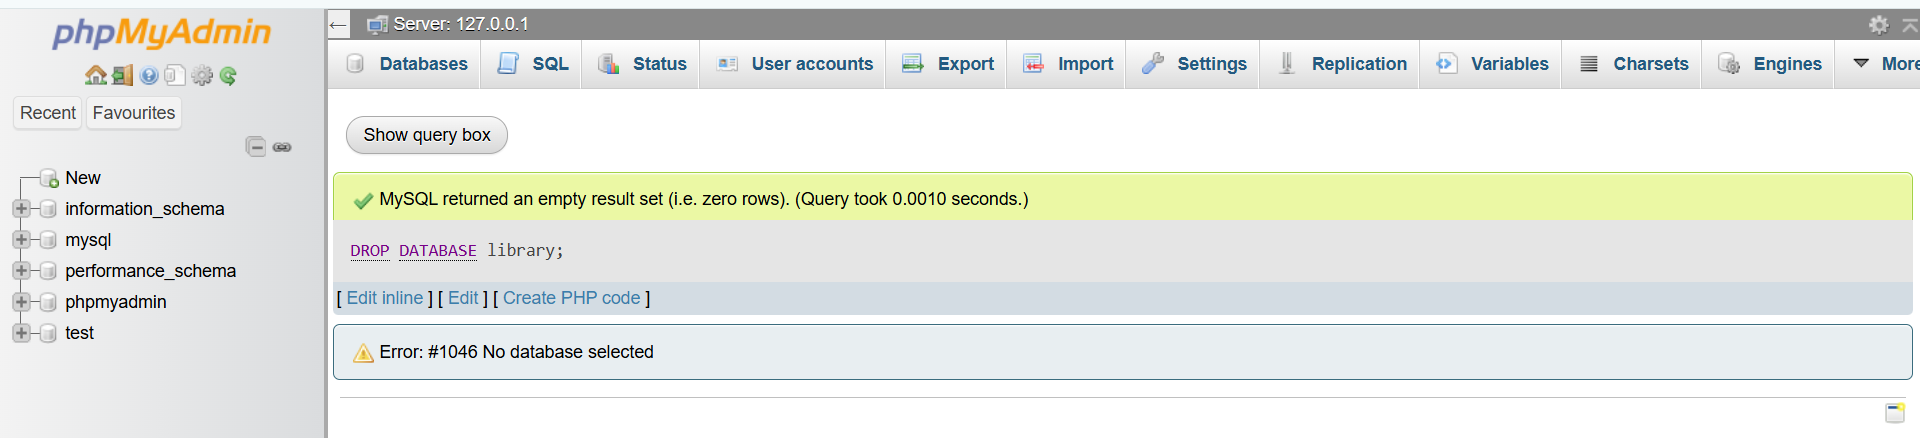 phpMyAdmin
Recent Favourites
New
information_schema
mysql
performance_schema
phpmyadmin
test
← Server: 127.0.0.1
Databases SQL Status User accounts Export Import Settings Replication Variables Charsets Engines More
Show query box
MySQL returned an empty result set (i.e. zero rows). (Query took 0.0010 seconds.)
DROP DATABASE library;
[ Edit inline ] [ Edit ] [ Create PHP code ]
Error: #1046 No database selected